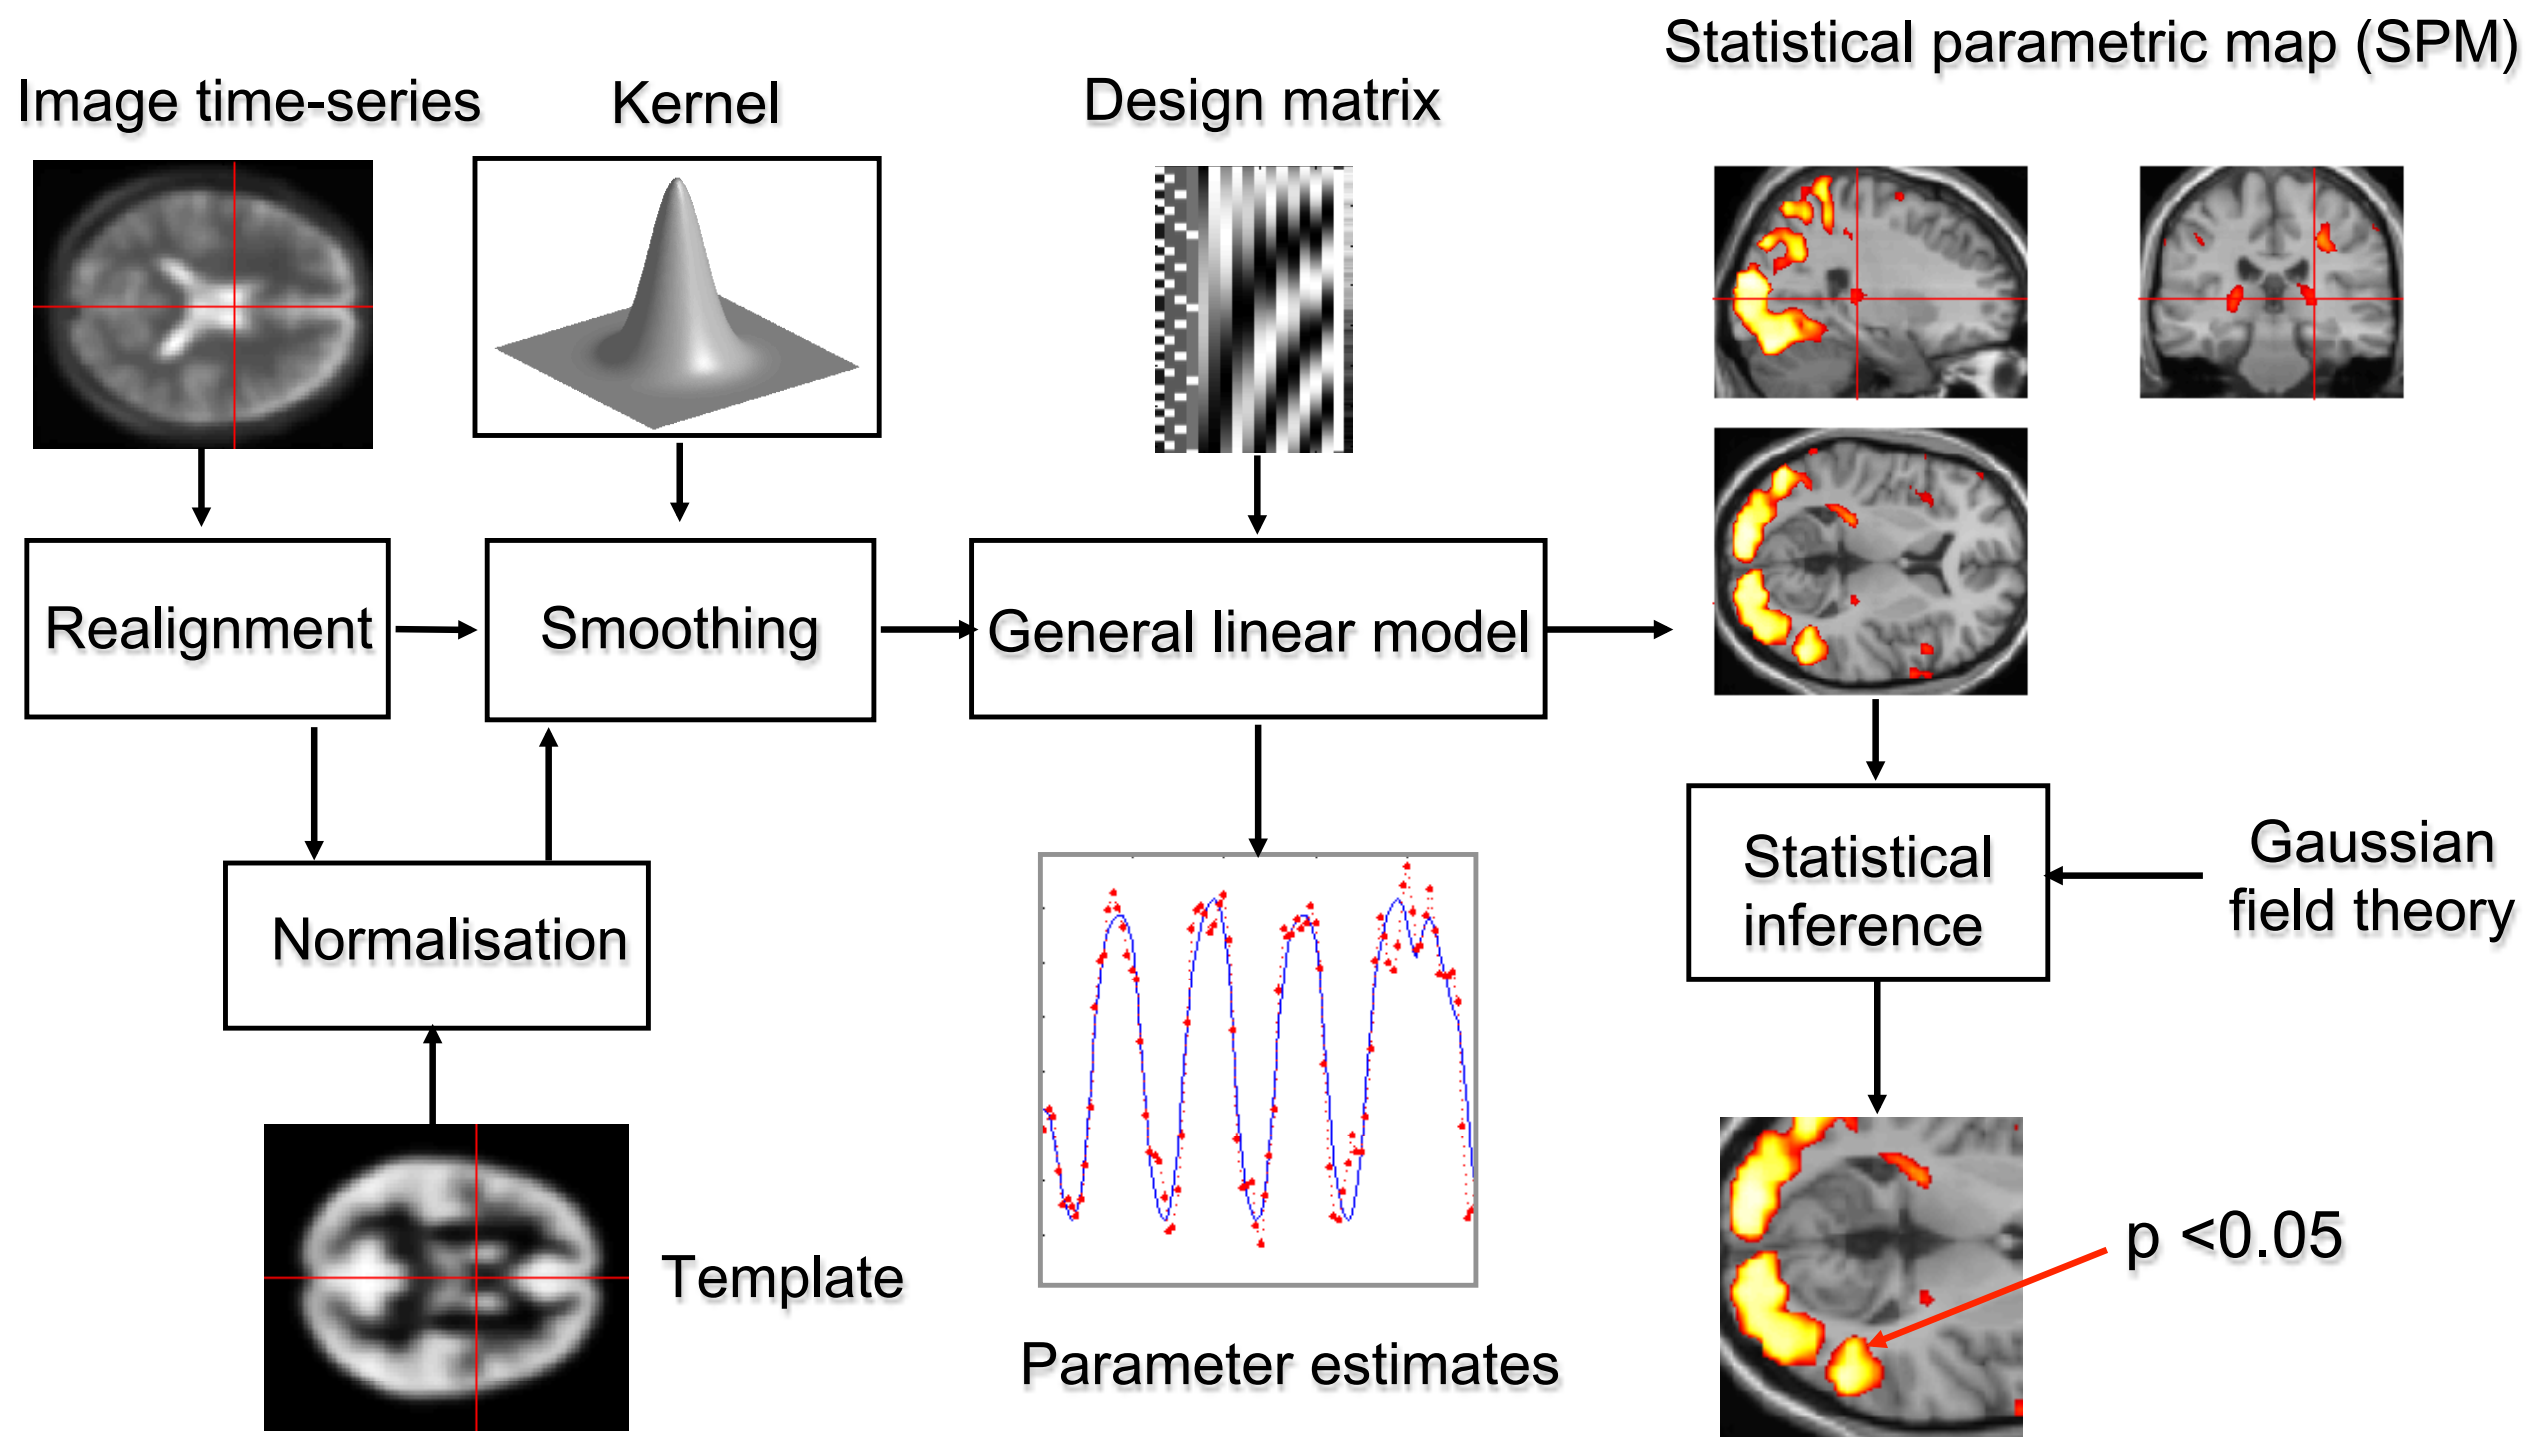 Statistical parametric map (SPM)
Image time-series
Kernel
Design matrix
Realignment
Smoothing
General linear model
Normalisation
Statistical
inference
Gaussian
field theory
Template
Parameter estimates
p <0.05